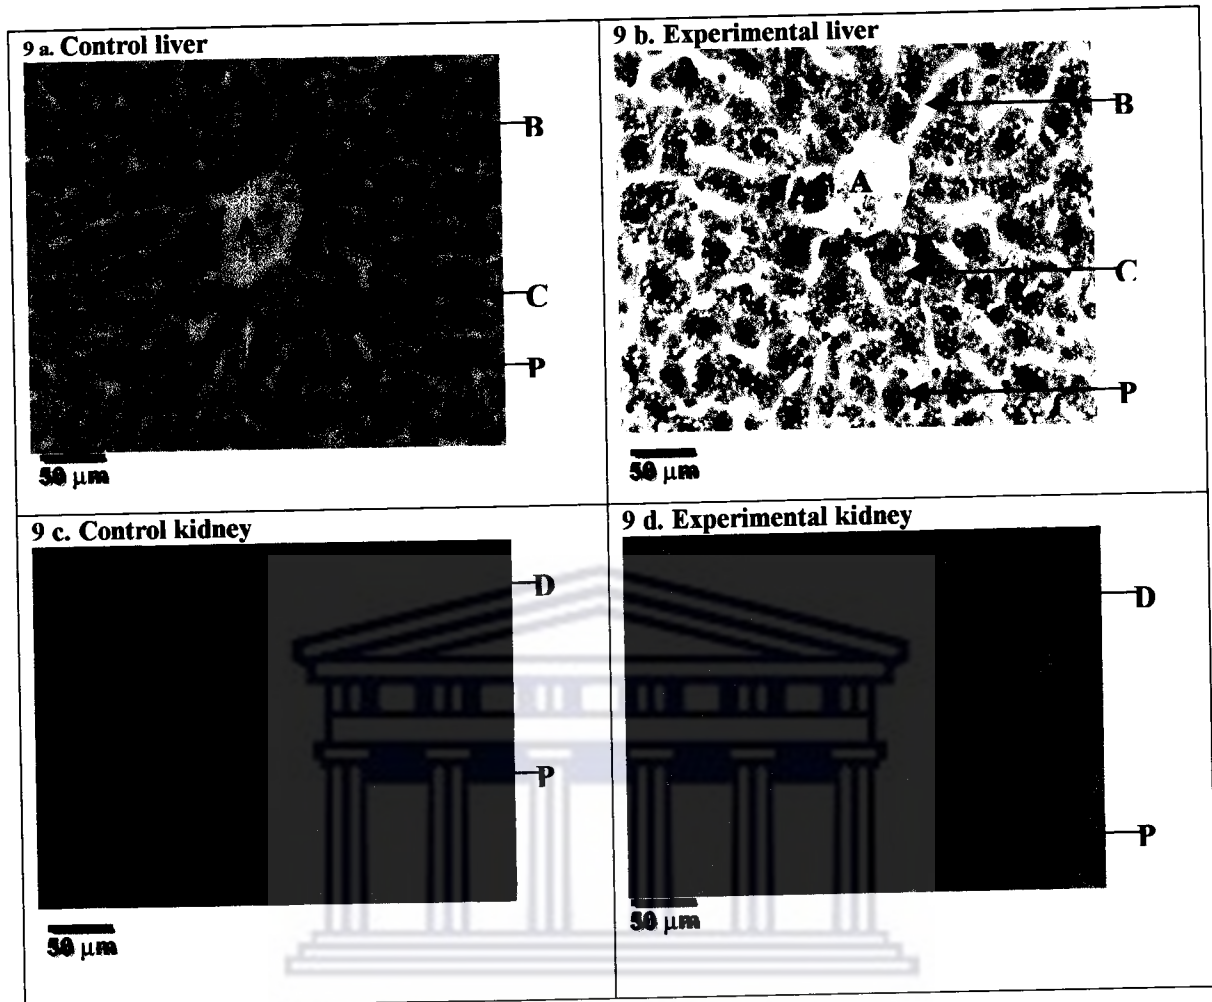 9 a. Control liver
B
C
P
50 µm
9 b. Experimental liver
A
B
C
P
50 µm
9 c. Control kidney
D
P
50 µm
9 d. Experimental kidney
D
P
50 µm